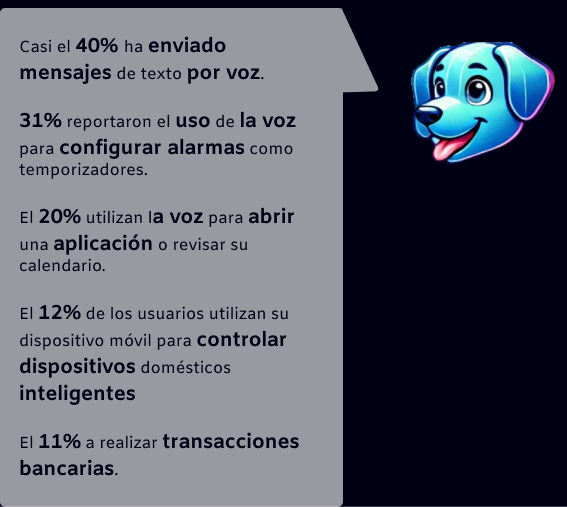 Casi el 40% ha enviado
mensajes de texto por voz.
31% reportaron el uso de la voz
para configurar alarmas como
temporizadores.
El 20% utilizan la voz para abrir
una aplicación o revisar su
calendario.
El 12% de los usuarios utilizan su
dispositivo móvil para controlar
dispositivos domésticos
inteligentes
El 11% a realizar transacciones
bancarias.